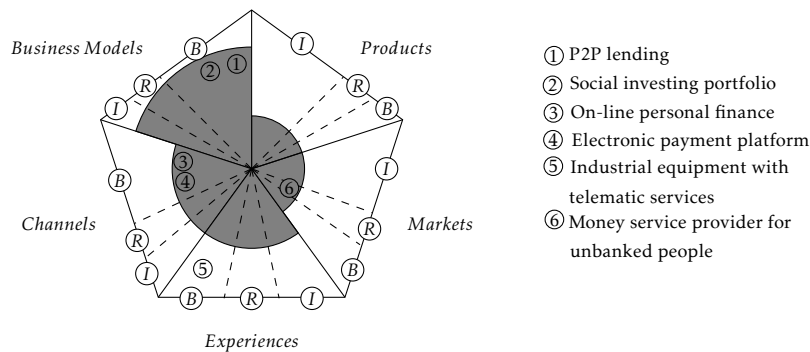 Business Models
Products
B
I
2
1
R
R
I
B
3
4
6
B
I
Channels
Markets
R
R
5
I
B
B
R
I
Experiences
1 P2P lending
2 Social investing portfolio
3 On-line personal finance
4 Electronic payment platform
5 Industrial equipment with
telematic services
6 Money service provider for
unbanked people